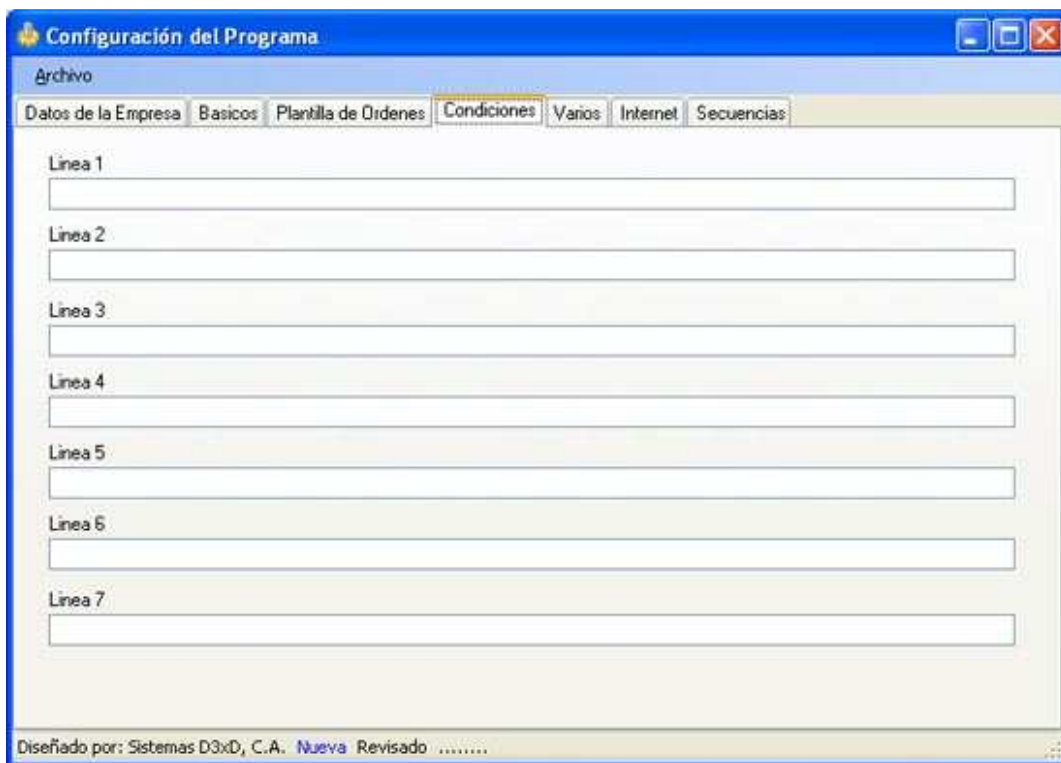 Configuración del Programa
Archivo
Datos de la Empresa Basicos Plantilla de Ordenes Condiciones Varios Internet Secuencias
Linea 1
Linea 2
Linea 3
Linea 4
Linea 5
Linea 6
Linea 7
Diseñado por: Sistemas D3xD, C.A. Nueva Revisado ........